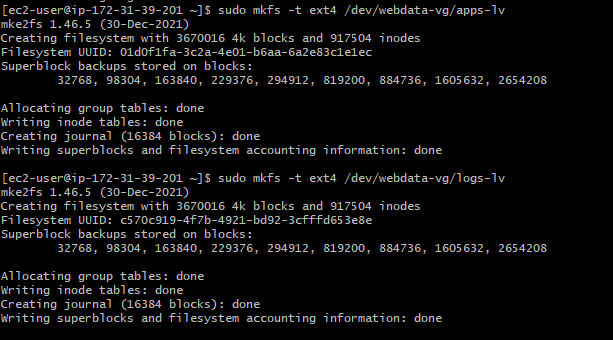 [ec2-user@ip-172-31-39-201 ~]$ sudo mkfs -t ext4 /dev/webdata-vg/apps-lv
mke2fs 1.46.5 (30-Dec-2021)
Creating filesystem with 3670016 4k blocks and 917504 inodes
Filesystem UUID: 01d0f1fa-3c2a-4e01-b6aa-6a2e83c1e1ec
Superblock backups stored on blocks:
32768, 98304, 163840, 229376, 294912, 819200, 884736, 1605632, 2654208
Allocating group tables: done
Writing inode tables: done
Creating journal (16384 blocks): done
Writing superblocks and filesystem accounting information: done
[ec2-user@ip-172-31-39-201 ~]$ sudo mkfs -t ext4 /dev/webdata-vg/logs-lv
mke2fs 1.46.5 (30-Dec-2021)
Creating filesystem with 3670016 4k blocks and 917504 inodes
Filesystem UUID: c570c919-4f7b-4921-bd92-3cfffd653e8e
Superblock backups stored on blocks:
32768, 98304, 163840, 229376, 294912, 819200, 884736, 1605632, 2654208
Allocating group tables: done
Writing inode tables: done
Creating journal (16384 blocks): done
Writing superblocks and filesystem accounting information: done